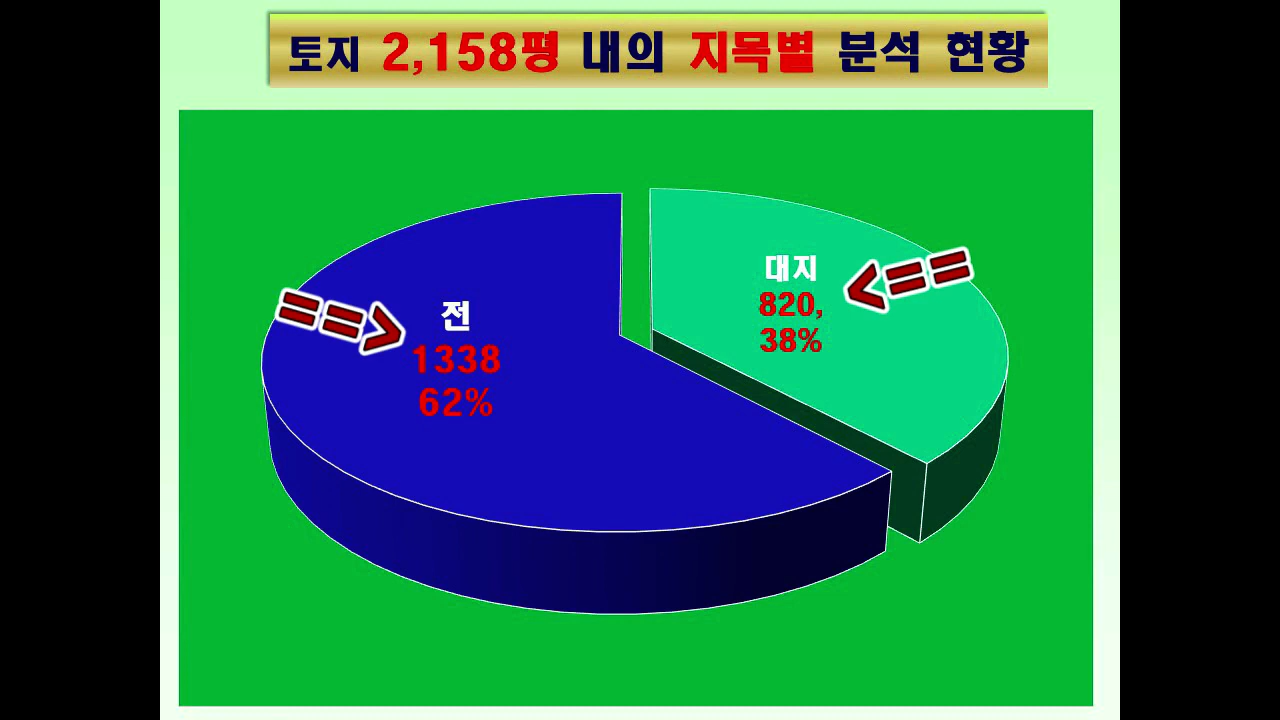 토지 2,158평 내의 지목별 분석 현황
대지
820,
38%
==>
전
<==
1338
62%